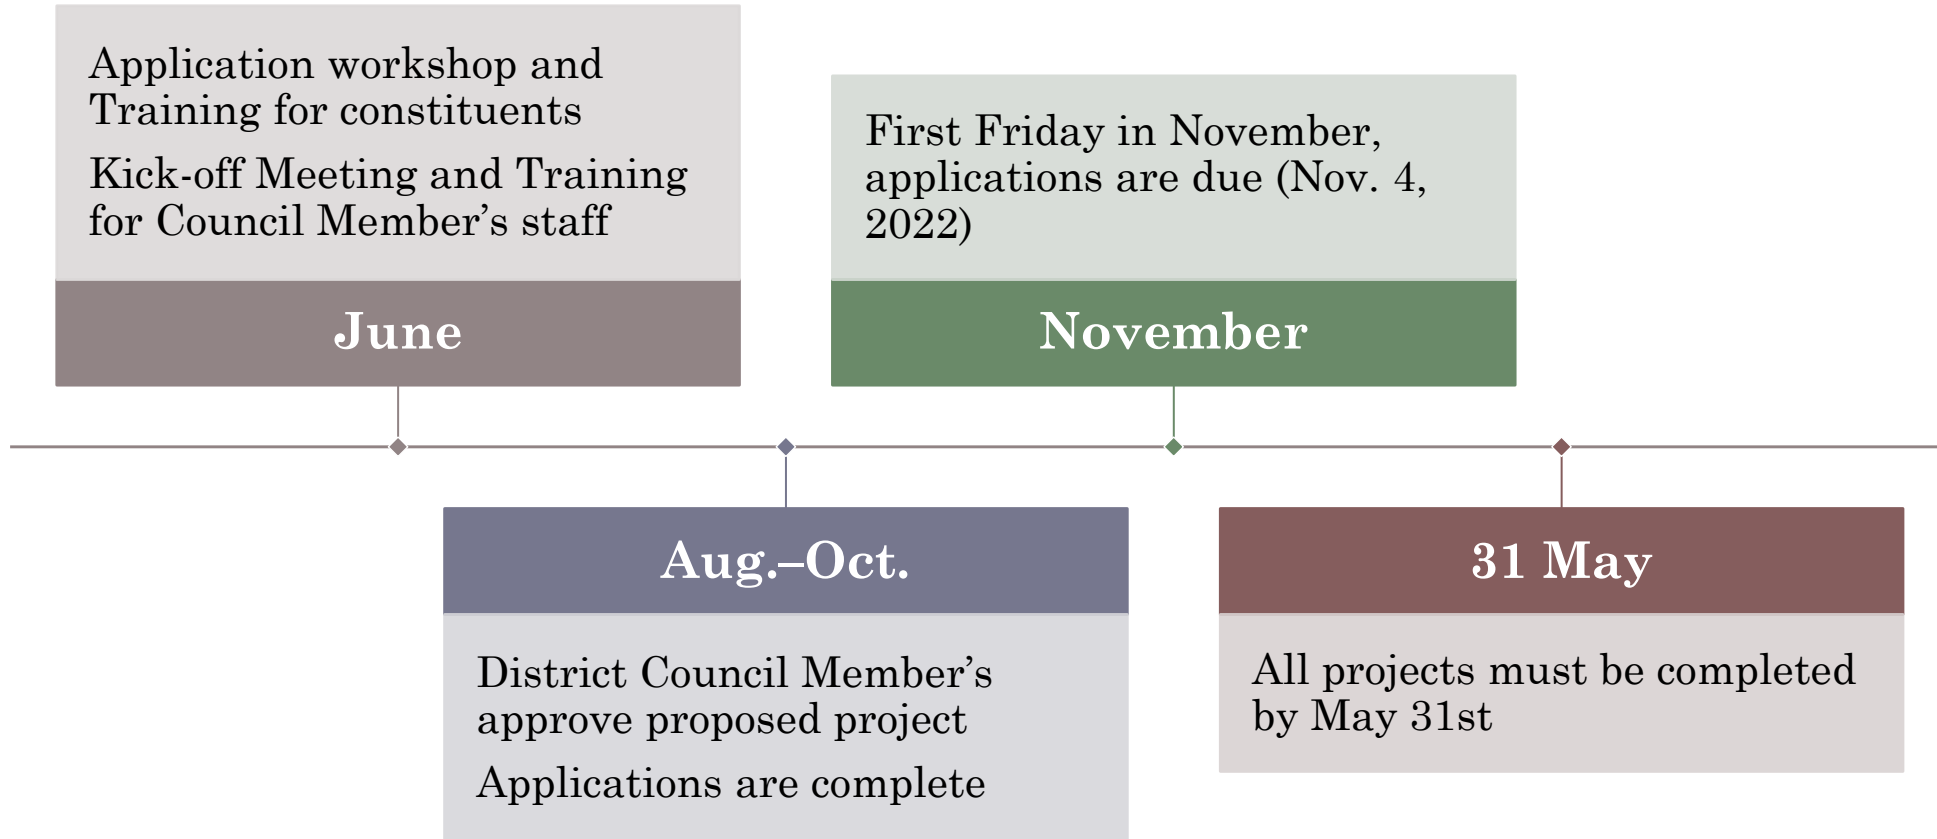 Application workshop and
Training for constituents
Kick-off Meeting and Training
for Council Member’s staff
June
First Friday in November,
applications are due (Nov. 4,
2022)
November
Aug.–Oct.
District Council Member’s
approve proposed project
Applications are complete
31 May
All projects must be completed
by May 31st